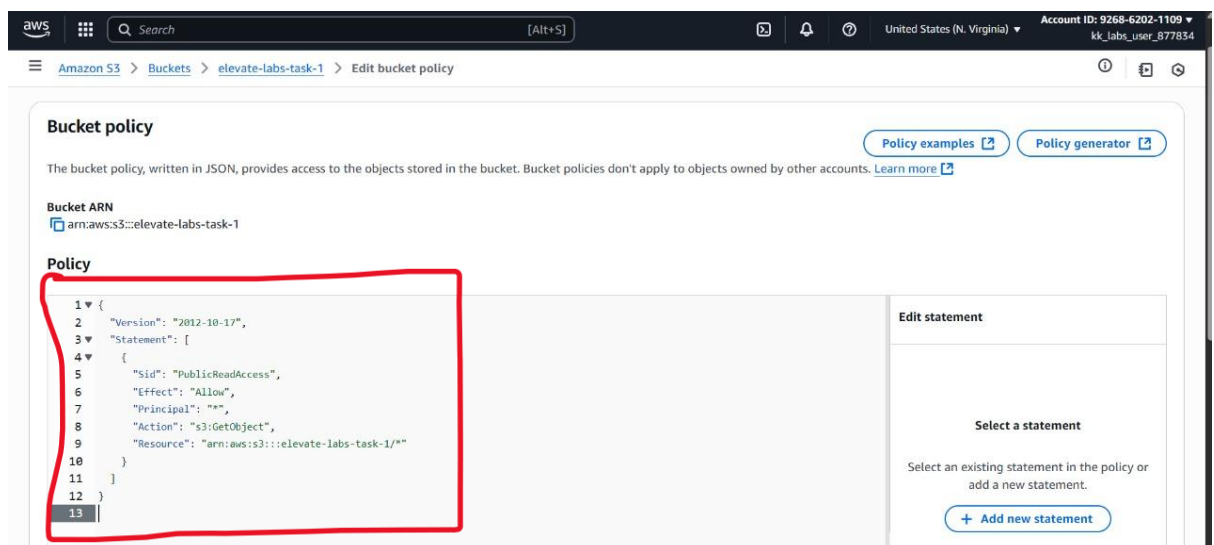 aws
Search [Alt+S] United States (N. Virginia) ▼ Account ID: 9268-6202-1109 ▼
kk_labs_user_877834
Amazon S3 > Buckets > elevate-labs-task-1 > Edit bucket policy
Bucket policy
Policy examples Policy generator
The bucket policy, written in JSON, provides access to the objects stored in the bucket. Bucket policies don't apply to objects owned by other accounts. Learn more
Bucket ARN
arn:aws:s3:::elevate-labs-task-1
Policy
1 ▼ {
2 "Version": "2012-10-17",
3 ▼ "Statement": [
4 ▼ {
5 "Sid": "PublicReadAccess",
6 "Effect": "Allow",
7 "Principal": "*",
8 "Action": "s3:GetObject",
9 "Resource": "arn:aws:s3:::elevate-labs-task-1/*"
10 }
11 ]
12 }
13
Edit statement
Select a statement
Select an existing statement in the policy or
add a new statement.
+ Add new statement